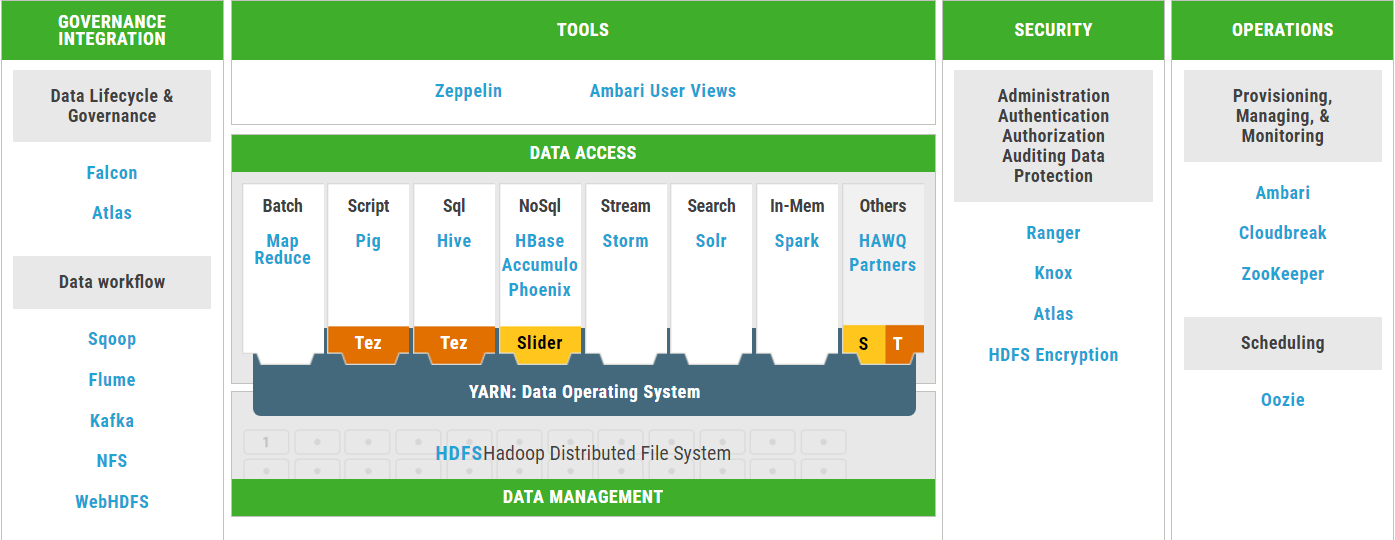 GOVERNANCE
INTEGRATION
Data Lifecycle &
Governance
Falcon
Atlas
Data workflow
Sqoop
Flume
Kafka
NFS
WebHDFS
TOOLS
Zeppelin
Ambari User Views
DATA ACCESS
Batch
Map
Reduce
Script
Pig
Tez
Sql
Hive
Tez
NoSql
HBase
Accumulo
Phoenix
Slider
Stream
Storm
Search
Solr
In-Mem
Spark
Others
HAWQ
Partners
S
T
YARN: Data Operating System
1
HDFSHadoop Distributed File System
DATA MANAGEMENT
SECURITY
Administration
Authentication
Authorization
Auditing Data
Protection
Ranger
Knox
Atlas
HDFS Encryption
OPERATIONS
Provisioning,
Managing, &
Monitoring
Ambari
Cloudbreak
ZooKeeper
Scheduling
Oozie